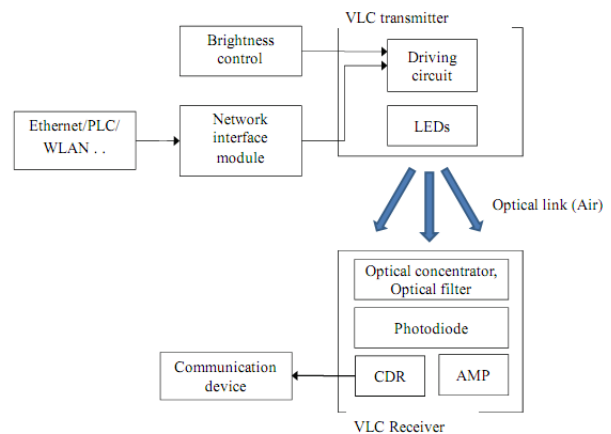 VLC transmitter
Brightness
control
Driving
circuit
Ethernet/PLC/
WLAN . .
Network
interface
module
LEDs
Optical link (Air)
Optical concentrator,
Optical filter
Photodiode
Communication
device
CDR
AMP
VLC Receiver